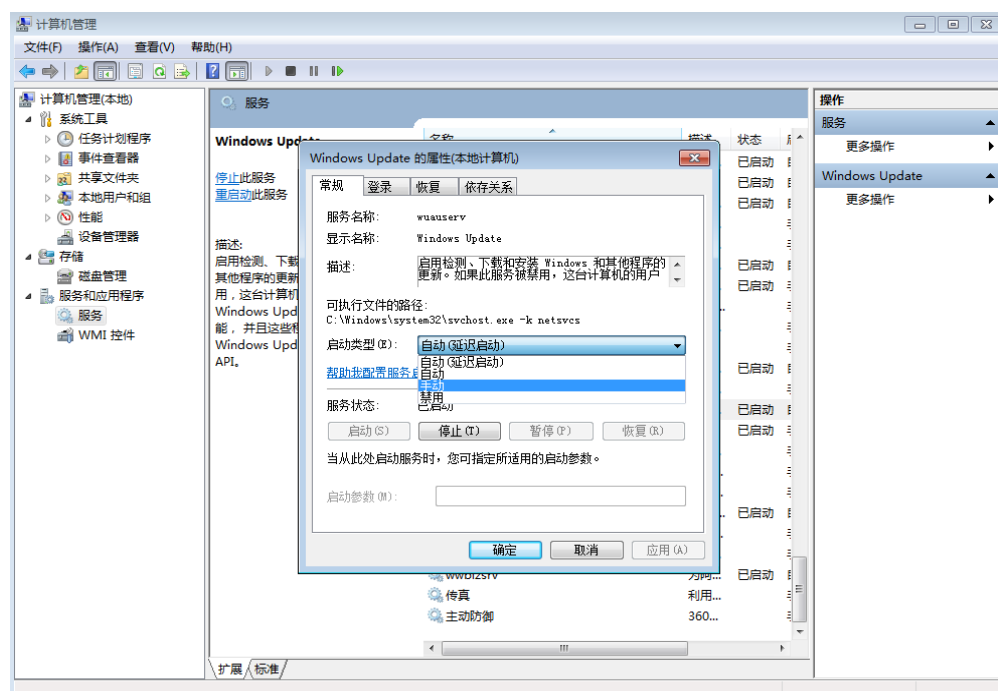 计算机管理
文件(F) 操作(A) 查看(V) 帮助(H)
计算机管理(本地)
系统工具
任务计划程序
事件查看器
共享文件夹
本地用户和组
性能
设备管理器
存储
磁盘管理
服务和应用程序
服务
WMI 控件
服务
Windows
停止此服务
重启动此服务
描述:
启用检测、下载
其他程序的更新
用，这台计算机
Windows Upd
能，并且这些程
Windows Upd
API。
名称 描述 状态
已启动
已启动
已启动
已启动
已启动
已启动
已启动
已启动
已启动
wwbizsrv 为阿... 已启动
传真 利用...
主动防御 360...
扩展 标准
Windows Update 的属性(本地计算机)
常规 登录 恢复 依存关系
服务名称: wuauserv
显示名称: Windows Update
描述: 启用检测、下载和安装 Windows 和其他程序的
更新。如果此服务被禁用，这台计算机的用户
可执行文件的路径:
C:\Windows\system32\svchost.exe -k netsvcs
启动类型(E): 自动(延迟启动)
自动(延迟启动)
自动
手动
禁用
帮助我配置服务
服务状态: 已启动
启动(S) 停止(T) 暂停(P) 恢复(R)
当从此处启动服务时，您可指定所适用的启动参数。
启动参数(M):
确定 取消 应用(A)
操作
服务
更多操作
Windows Update
更多操作